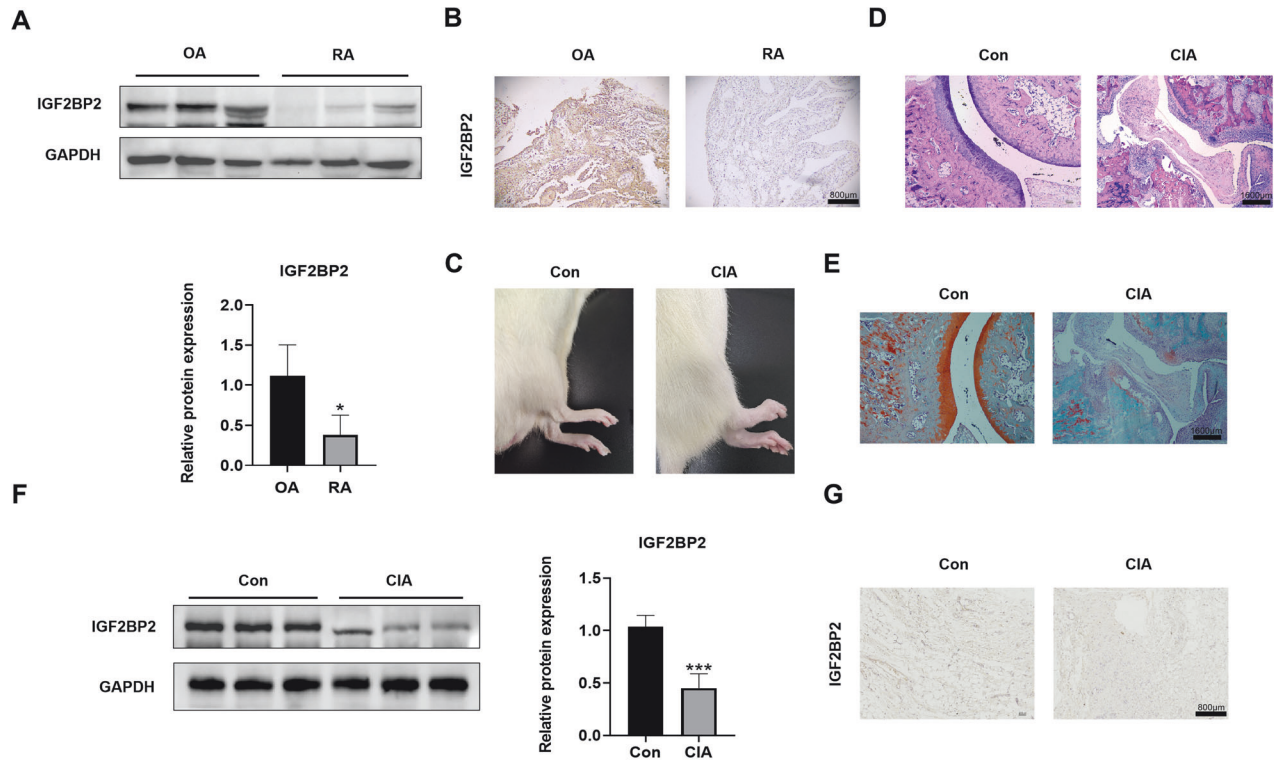 A
OA RA
IGF2BP2
GAPDH
IGF2BP2
Relative protein expression
2.0
1.5
1.0
0.5
0.0
*
OA RA
B
OA RA
IGF2BP2
800μm
C
Con CIA
D
Con CIA
1600μm
E
Con CIA
1600μm
F
Con CIA
IGF2BP2
GAPDH
IGF2BP2
Relative protein expression
1.5
1.0
0.5
0.0
***
Con CIA
G
Con CIA
IGF2BP2
800μm